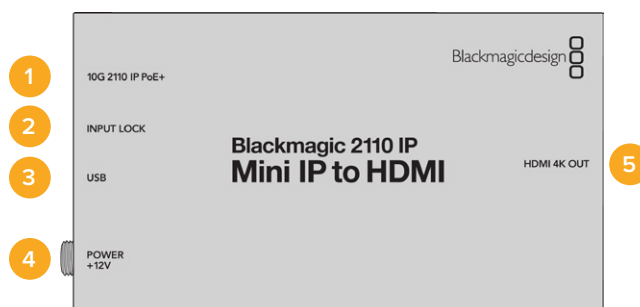 Blackmagicdesign
1 10G 2110 IP PoE+
2 INPUT LOCK
Blackmagic 2110 IP
Mini IP to HDMI
3 USB
HDMI 4K OUT 5
4 POWER
+12V